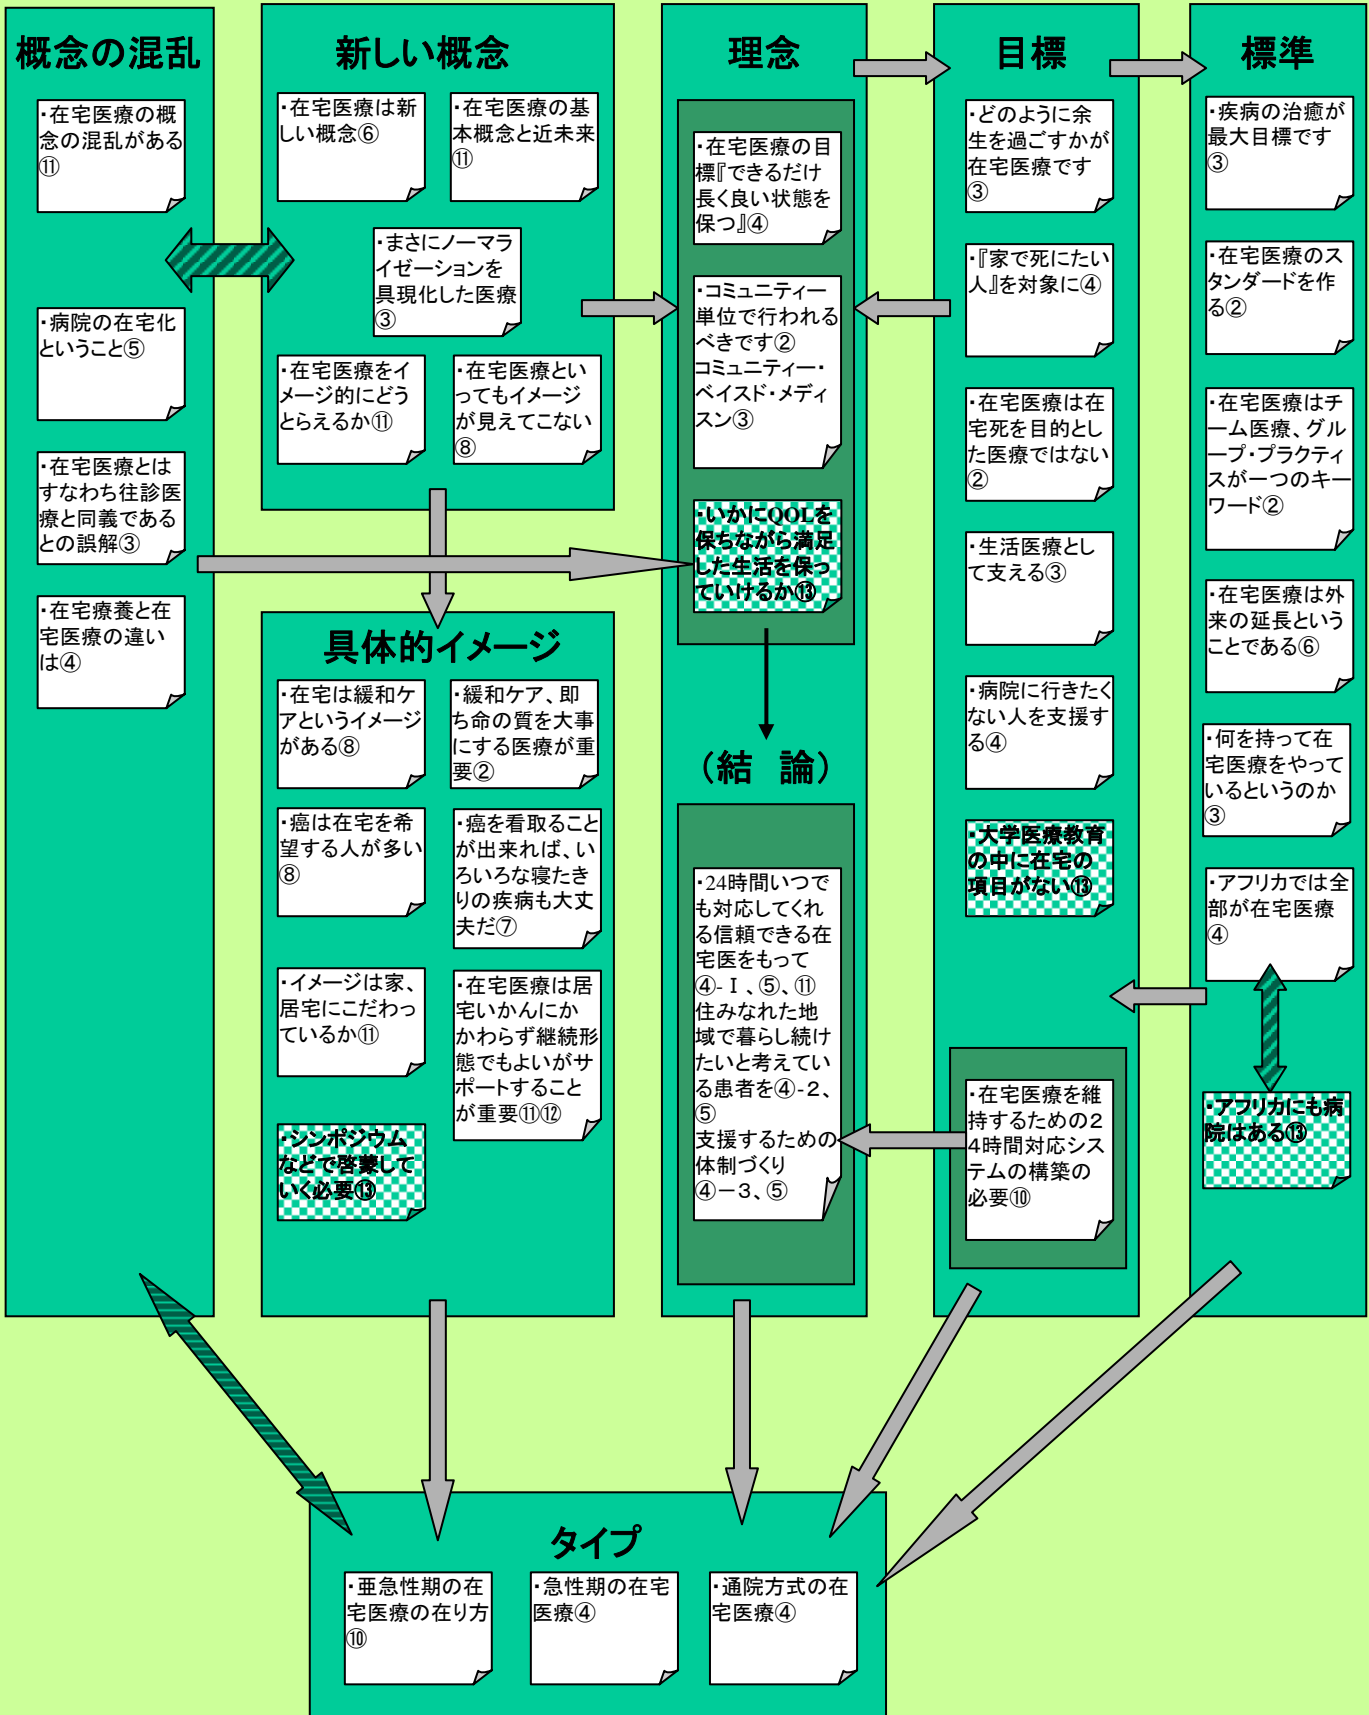 概念の混乱
・在宅医療の概
念の混乱がある
⑪
・病院の在宅化
ということ⑤
・在宅医療とは
すなわち往診医
療と同義である
との誤解③
・在宅療養と在
宅医療の違い
は④
新しい概念
・在宅医療は新
しい概念⑥
・在宅医療の基
本概念と近未来
⑪
・まさにノーマラ
イゼーションを
具現化した医療
③
・在宅医療をイ
メージ的にどう
とらえるか⑪
・在宅医療とい
ってもイメージ
が見えてこない
⑧
具体的イメージ
・在宅は緩和ケ
アというイメージ
がある⑧
・緩和ケア、即
ち命の質を大事
にする医療が重
要②
・癌は在宅を希
望する人が多い
⑧
・癌を看取ること
が出来れば、い
ろいろな寝たき
りの疾病も大丈
夫だ⑦
・イメージは家、
居宅にこだわっ
ているか⑪
・在宅医療は居
宅いかんにか
かわらず継続形
態でもよいがサ
ポートすること
が重要⑪⑫
・シンポジウム
などで啓蒙して
いく必要⑬
理念
・在宅医療の目
標『できるだけ
長く良い状態を
保つ』④
・コミュニティー
単位で行われる
べきです②
コミュニティー・
ベイスド・メディ
スン③
・いかにQOLを
保ちながら満足
した生活を保っ
ていけるか⑬
（結　論）
・24時間いつで
も対応してくれ
る信頼できる在
宅医をもって
④-Ⅰ、⑤、⑪
住みなれた地
域で暮らし続け
たいと考えてい
る患者を④-２、
⑤
支援するための
体制づくり
④－３、⑤
目標
・どのように余
生を過ごすかが
在宅医療です
③
・『家で死にたい
人』を対象に④
・在宅医療は在
宅死を目的とし
た医療ではない
②
・生活医療とし
て支える③
・病院に行きたく
ない人を支援す
る④
・大学医療教育
の中に在宅の
項目がない⑬
・在宅医療を維
持するための２
４時間対応シス
テムの構築の
必要⑩
標準
・疾病の治癒が
最大目標です
③
・在宅医療のス
タンダードを作
る②
・在宅医療はチ
ーム医療、グル
ープ・プラクティ
スが一つのキー
ワード②
・在宅医療は外
来の延長という
ことである⑥
・何を持って在
宅医療をやって
いるというのか
③
・アフリカでは全
部が在宅医療
④
・アフリカにも病
院はある⑬
タイプ
・亜急性期の在
宅医療の在り方
⑩
・急性期の在宅
医療④
・通院方式の在
宅医療④